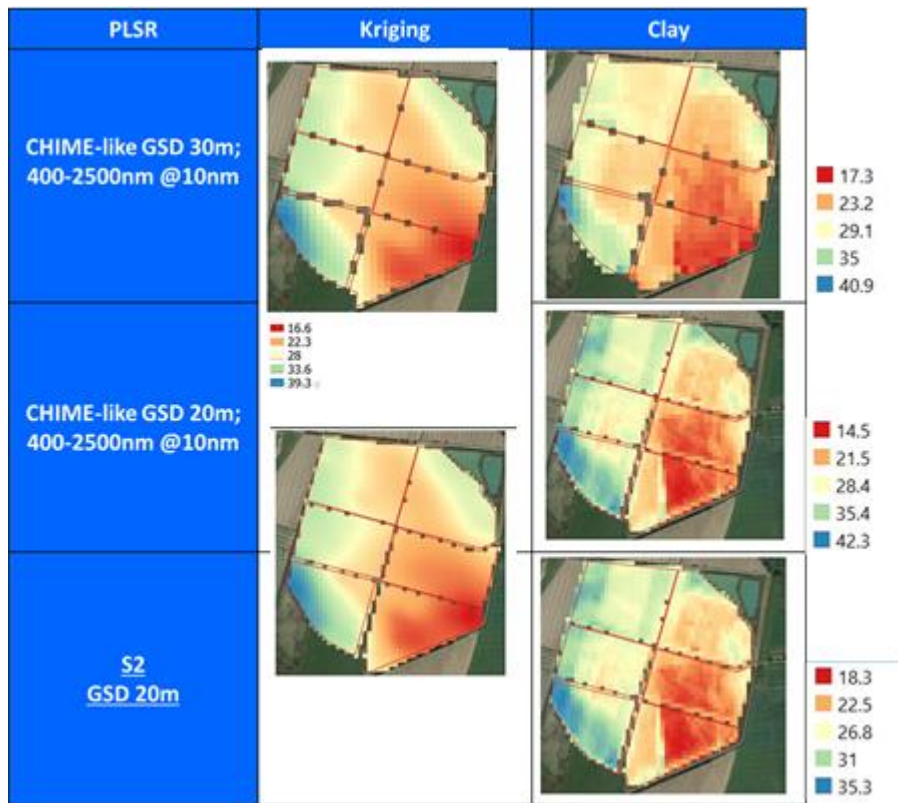 PLSR
Kriging
Clay
CHIME-like GSD 30m;
400-2500nm @10nm
17.3
23.2
29.1
35
40.9
16.6
22.3
28
33.6
39.3
CHIME-like GSD 20m;
400-2500nm @10nm
14.5
21.5
28.4
35.4
42.3
S2
GSD 20m
18.3
22.5
26.8
31
35.3